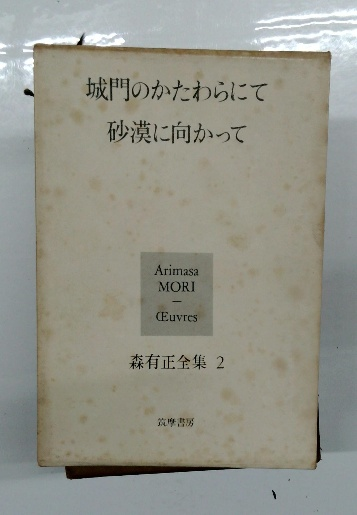 城門のかたわらにて
砂漠に向かって
Arimasa
MORI
—
Œuvres
森有正全集 2
筑摩書房